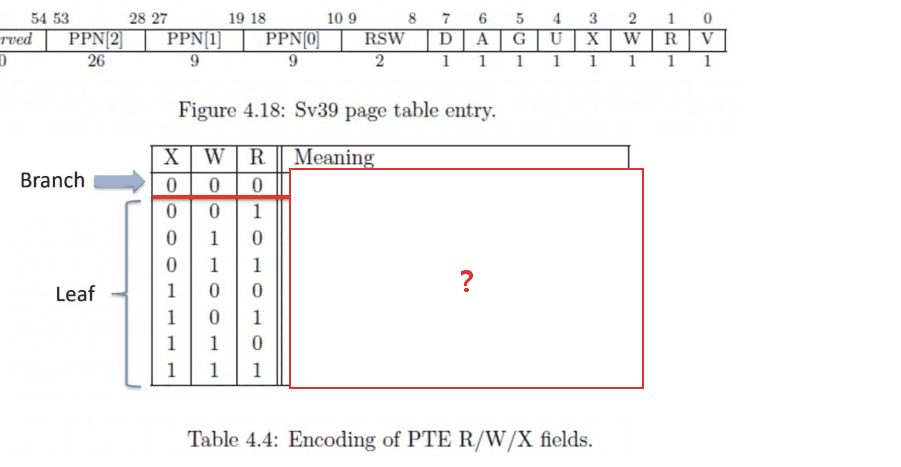 54 53 28 27 19 18 10 9 8 7 6 5 4 3 2 1 0
rved PPN[2] PPN[1] PPN[0] RSW D A G U X W R V
0 26 9 9 2 1 1 1 1 1 1 1 1
Figure 4.18: Sv39 page table entry.
X W R Meaning
Branch 0 0 0
0 0 1
0 1 0
0 1 1
?
Leaf 1 0 0
1 0 1
1 1 0
1 1 1
Table 4.4: Encoding of PTE R/W/X fields.